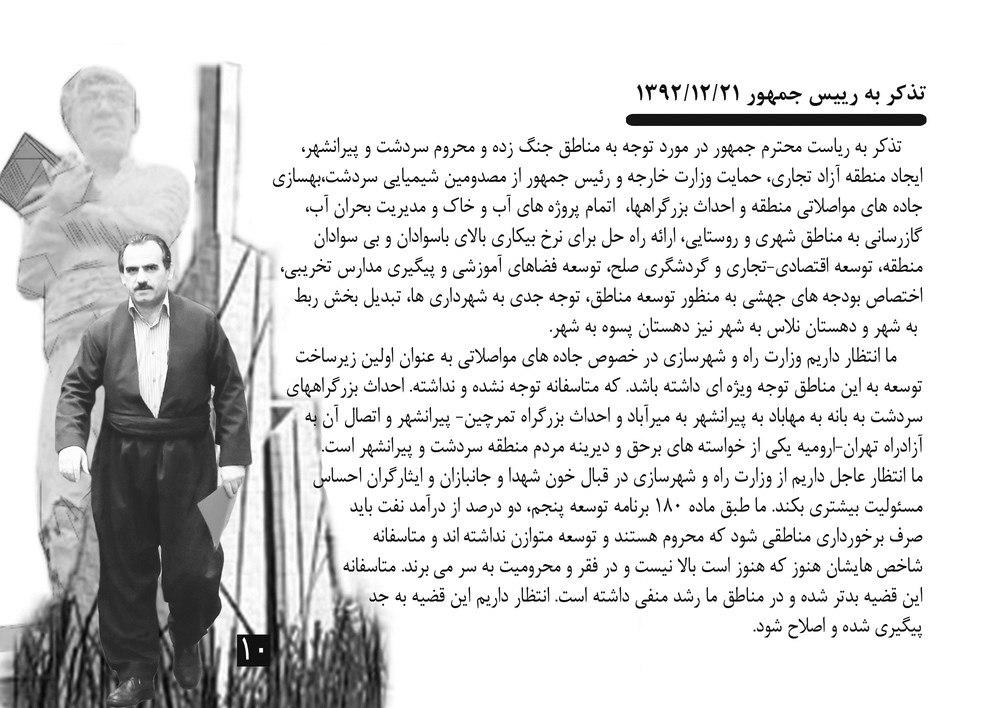 تذکر به رییس جمهور ۱۳۹۲/۱۲/۲۱
تذکر به ریاست محترم جمهور در مورد توجه به مناطق جنگ زده و محروم سردشت و پیرانشهر،
ایجاد منطقه آزاد تجاری، حمایت وزارت خارجه و رئیس جمهور از مصدومین شیمیایی سردشت،بهسازی
جاده های مواصلاتی منطقه و احداث بزرگراهها، اتمام پروژه های آب و خاک و مدیریت بحران آب،
گازرسانی به مناطق شهری و روستایی، ارائه راه حل برای نرخ بیکاری بالای باسوادان و بی سوادان
منطقه، توسعه اقتصادی-تجاری و گردشگری صلح، توسعه فضاهای آموزشی و پیگیری مدارس تخریبی،
اختصاص بودجه های جهشی به منظور توسعه مناطق، توجه جدی به شهرداری ها، تبدیل بخش ربط
به شهر و دهستان نلاس به شهر نیز دهستان پسوه به شهر.
ما انتظار داریم وزارت راه و شهرسازی در خصوص جاده های مواصلاتی به عنوان اولین زیرساخت
توسعه به این مناطق توجه ویژه ای داشته باشد. که متاسفانه توجه نشده و نداشته. احداث بزرگراههای
سردشت به بانه به مهاباد به پیرانشهر به میرآباد و احداث بزرگراه تمرچین- پیرانشهر و اتصال آن به
آزادراه تهران-ارومیه یکی از خواسته های برحق و دیرینه مردم منطقه سردشت و پیرانشهر است.
ما انتظار عاجل داریم از وزارت راه و شهرسازی در قبال خون شهدا و جانبازان و ایثارگران احساس
مسئولیت بیشتری بکند. ما طبق ماده ۱۸۰ برنامه توسعه پنجم، دو درصد از درآمد نفت باید
صرف برخورداری مناطقی شود که محروم هستند و توسعه متوازن نداشته اند و متاسفانه
شاخص هایشان هنوز که هنوز است بالا نیست و در فقر و محرومیت به سر می برند. متاسفانه
این قضیه بدتر شده و در مناطق ما رشد منفی داشته است. انتظار داریم این قضیه به جد
پیگیری شده و اصلاح شود.
۱۰